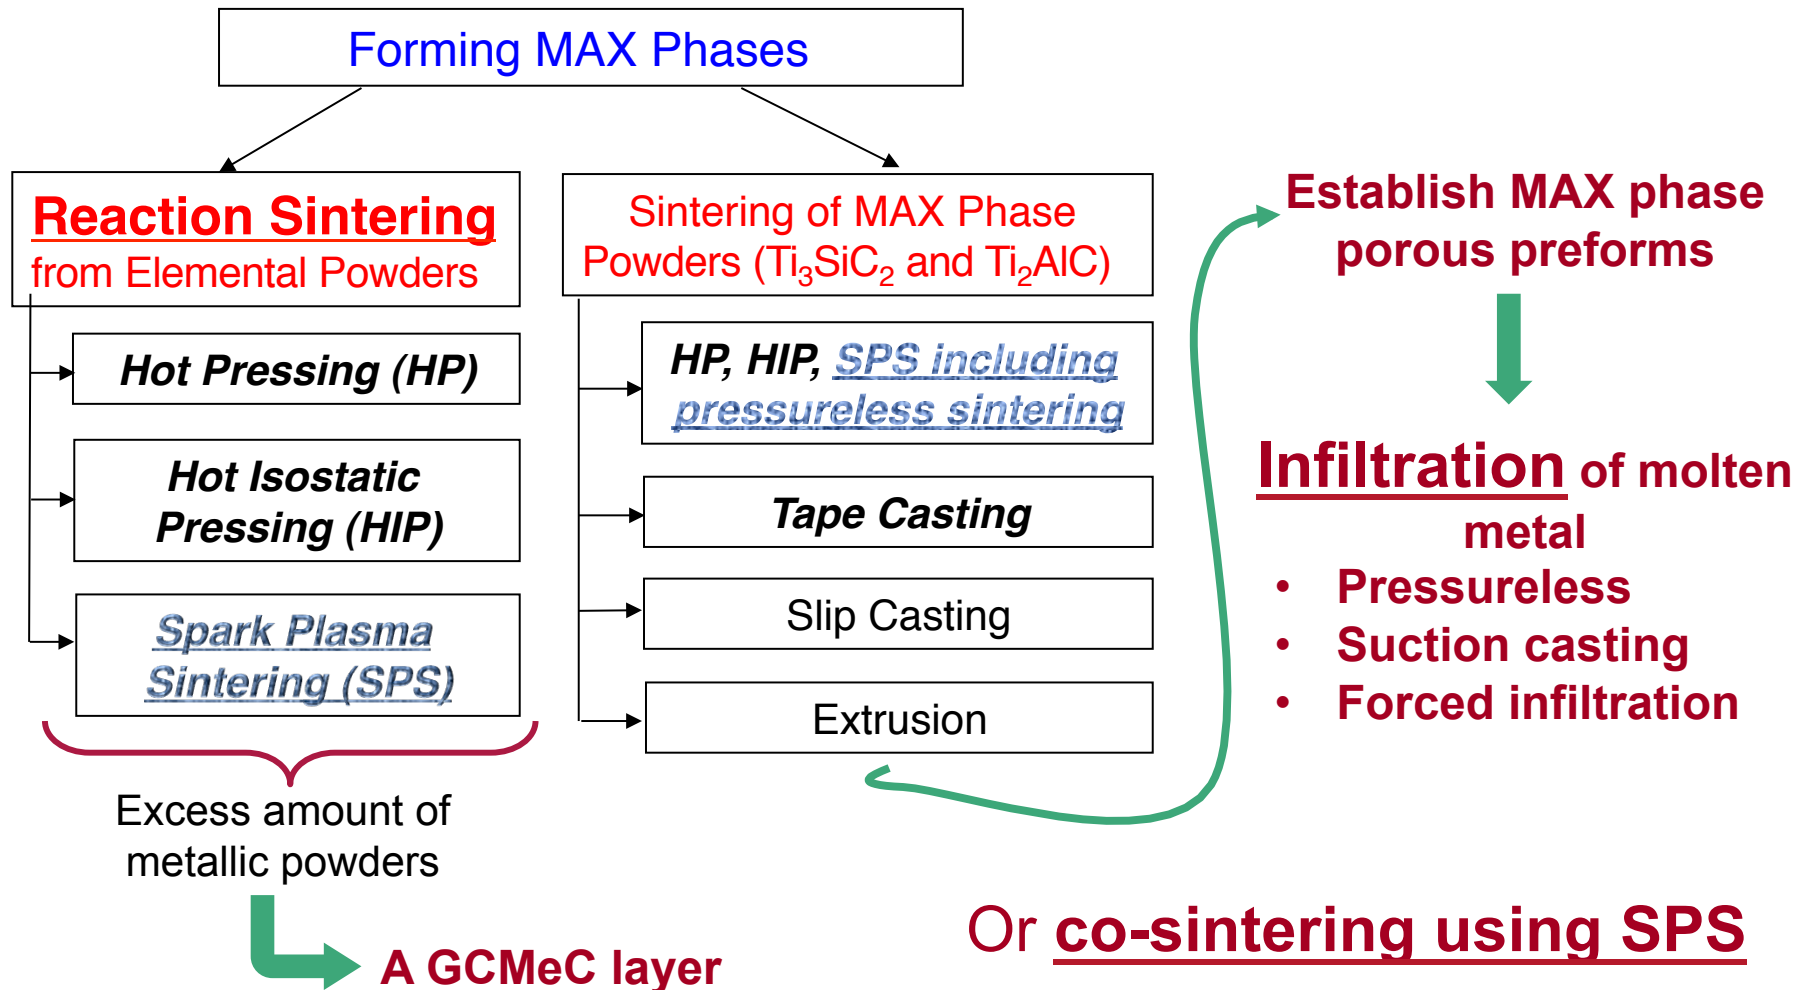 Forming MAX Phases
Reaction Sintering
from Elemental Powders
Hot Pressing (HP)
Hot Isostatic
Pressing (HIP)
Spark Plasma
Sintering (SPS)
Excess amount of
metallic powders
A GCMeC layer
Sintering of MAX Phase
Powders (Ti₃SiC₂ and Ti₂AlC)
HP, HIP, SPS including
pressureless sintering
Tape Casting
Slip Casting
Extrusion
Establish MAX phase
porous preforms
Infiltration of molten
metal
• Pressureless
• Suction casting
• Forced infiltration
Or co-sintering using SPS